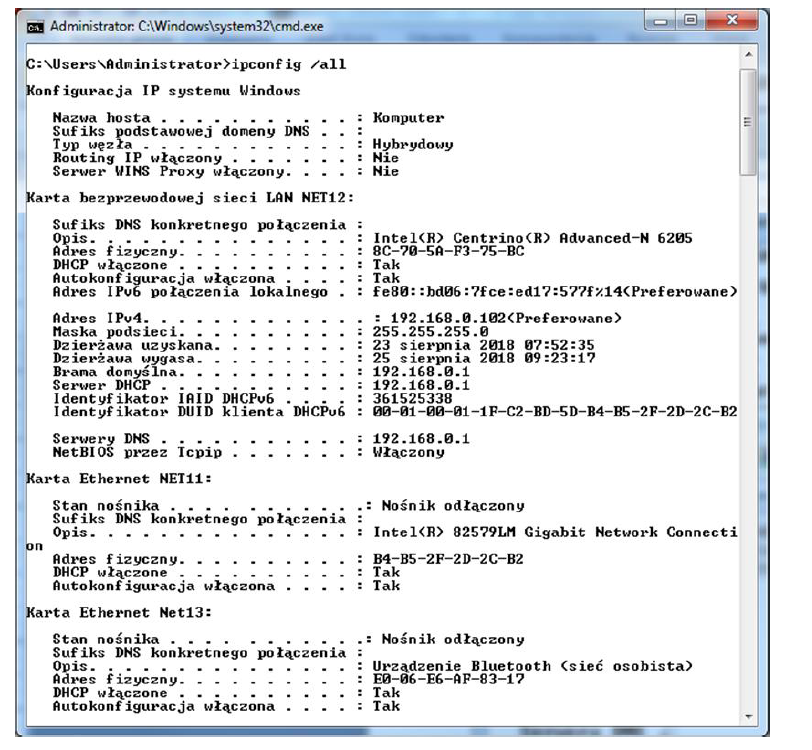 Administrator: C:\Windows\system32\cmd.exe
C:\Users\Administrator>ipconfig /all
Konfiguracja IP systemu Windows
Nazwa hosta . . . . . . . . . . . : Komputer
Sufiks podstawowej domeny DNS . . :
Typ węzła . . . . . . . . . . . . : Hybrydowy
Routing IP włączony . . . . . . . : Nie
Serwer WINS Proxy włączony. . . . : Nie
Karta bezprzewodowej sieci LAN NET12:
Sufiks DNS konkretnego połączenia :
Opis. . . . . . . . . . . . . . . : Intel(R) Centrino(R) Advanced-N 6205
Adres fizyczny. . . . . . . . . . : 8C-70-5A-F3-75-BC
DHCP włączone . . . . . . . . . . : Tak
Autokonfiguracja włączona . . . . : Tak
Adres IPv6 połączenia lokalnego . : fe80::bd06:7fce:ed17:577f%14(Preferowane)
Adres IPv4. . . . . . . . . . . . . : 192.168.0.102(Preferowane)
Maska podsieci. . . . . . . . . . : 255.255.255.0
Dzierżawa uzyskana. . . . . . . . : 23 sierpnia 2018 07:52:35
Dzierżawa wygasa. . . . . . . . . : 25 sierpnia 2018 09:23:17
Brama domyślna. . . . . . . . . . : 192.168.0.1
Serwer DHCP . . . . . . . . . . . : 192.168.0.1
Identyfikator IAID DHCPv6 . . . . : 361525338
Identyfikator DUID klienta DHCPv6 : 00-01-00-01-1F-C2-BD-5D-B4-B5-2F-2D-2C-B2
Serwery DNS . . . . . . . . . . . : 192.168.0.1
NetBIOS przez Tcpip . . . . . . . : Włączony
Karta Ethernet NET11:
Stan nośnika . . . . . . . . . . . .: Nośnik odłączony
Sufiks DNS konkretnego połączenia :
Opis. . . . . . . . . . . . . . . : Intel(R) 82579LM Gigabit Network Connecti
on
Adres fizyczny. . . . . . . . . . : B4-B5-2F-2D-2C-B2
DHCP włączone . . . . . . . . . . : Tak
Autokonfiguracja włączona . . . . : Tak
Karta Ethernet Net13:
Stan nośnika . . . . . . . . . . . .: Nośnik odłączony
Sufiks DNS konkretnego połączenia :
Opis. . . . . . . . . . . . . . . : Urządzenie Bluetooth (sieć osobista)
Adres fizyczny. . . . . . . . . . : E0-06-E6-AF-83-17
DHCP włączone . . . . . . . . . . : Tak
Autokonfiguracja włączona . . . . : Tak